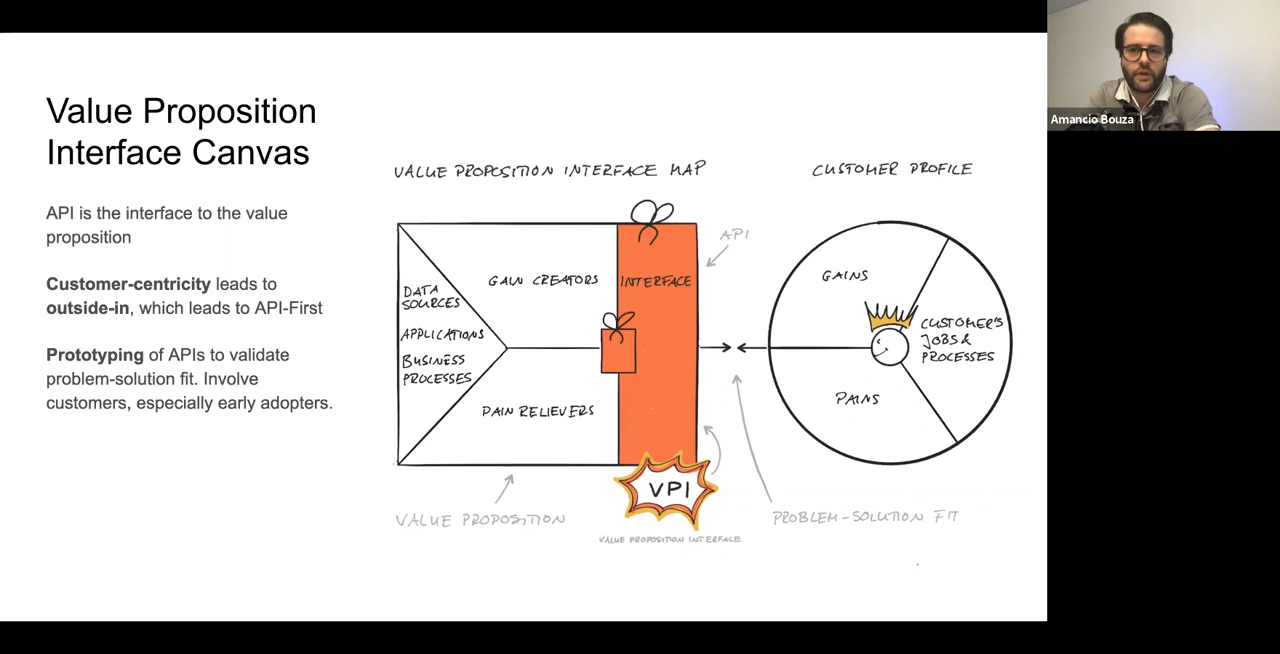 Value Proposition
Interface Canvas
API is the interface to the value
proposition
Customer-centricity leads to
outside-in, which leads to API-First
Prototyping of APIs to validate
problem-solution fit. Involve
customers, especially early adopters.
VALUE PROPOSITION INTERFACE MAP
CUSTOMER PROFILE
API
DATA
SOURCES
APPLICATIONS
BUSINESS
PROCESSES
GAIN CREATORS
PAIN RELIEVERS
INTERFACE
GAINS
CUSTOMER'S
JOBS &
PROCESSES
PAINS
VPI
VALUE PROPOSITION
VALUE PROPOSITION INTERFACE
PROBLEM-SOLUTION FIT
Amancio Bouza